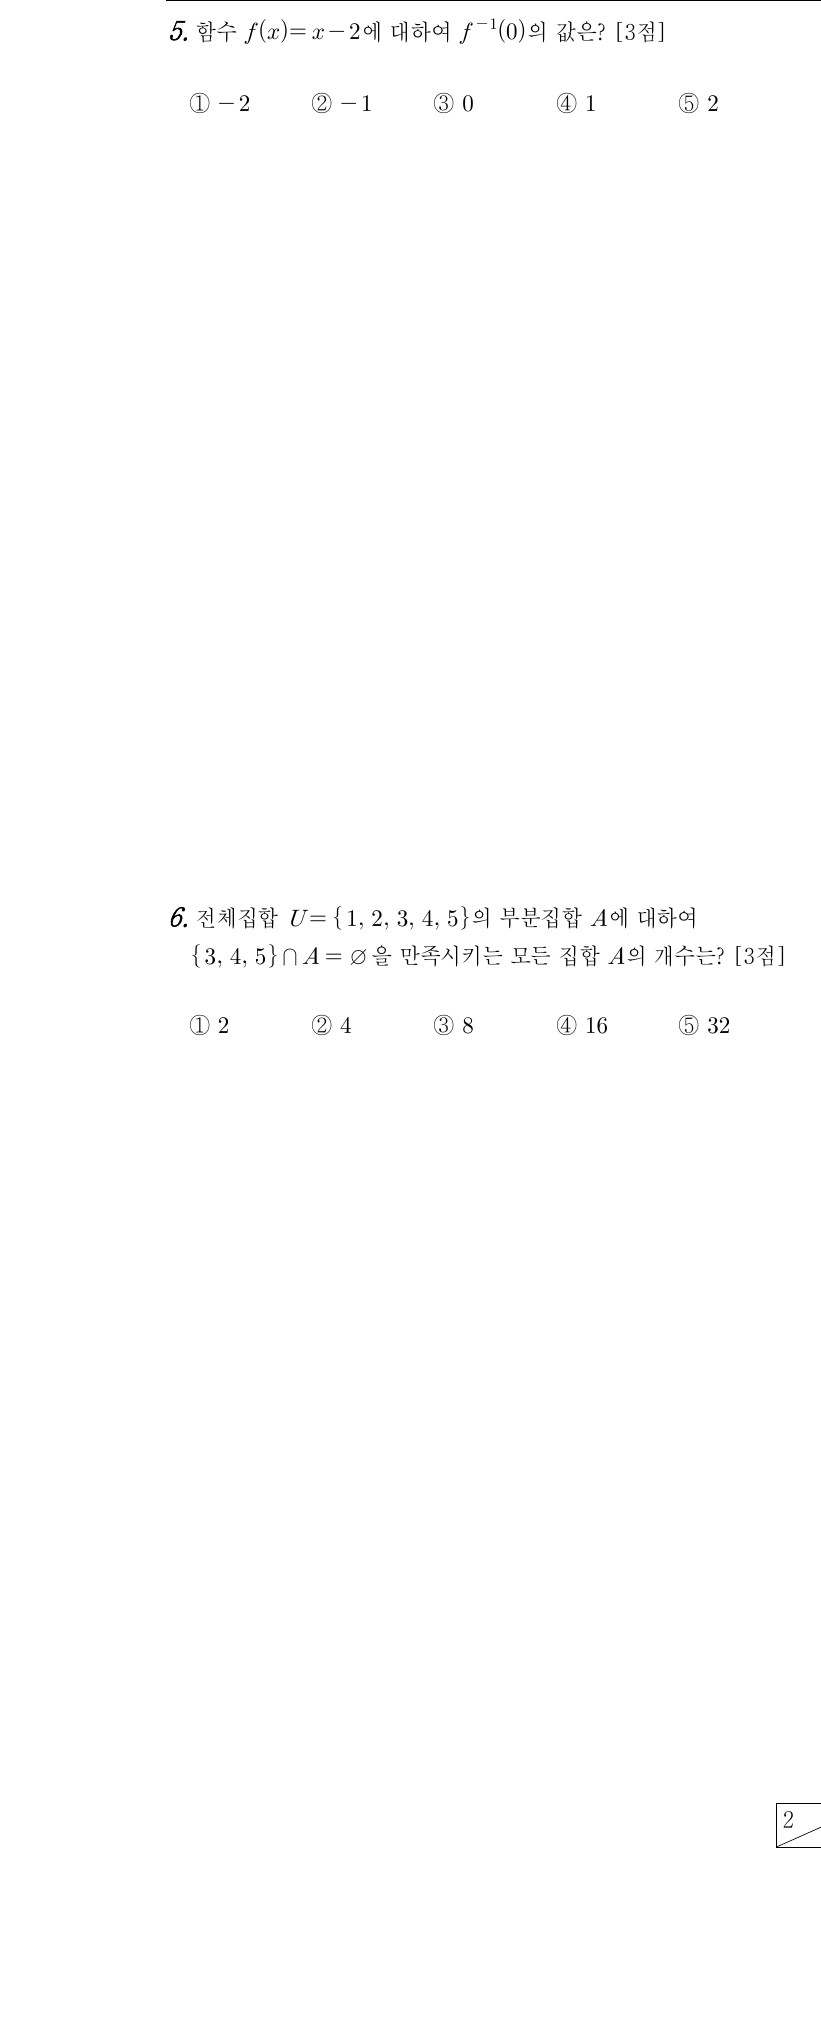 5. 함수 f(x)=x−2에 대하여 f⁻¹(0)의 값은? [3점]
① −2 ② −1 ③ 0 ④ 1 ⑤ 2
6. 전체집합 U={1, 2, 3, 4, 5}의 부분집합 A에 대하여
{3, 4, 5}∩A=∅을 만족시키는 모든 집합 A의 개수는? [3점]
① 2 ② 4 ③ 8 ④ 16 ⑤ 32
2